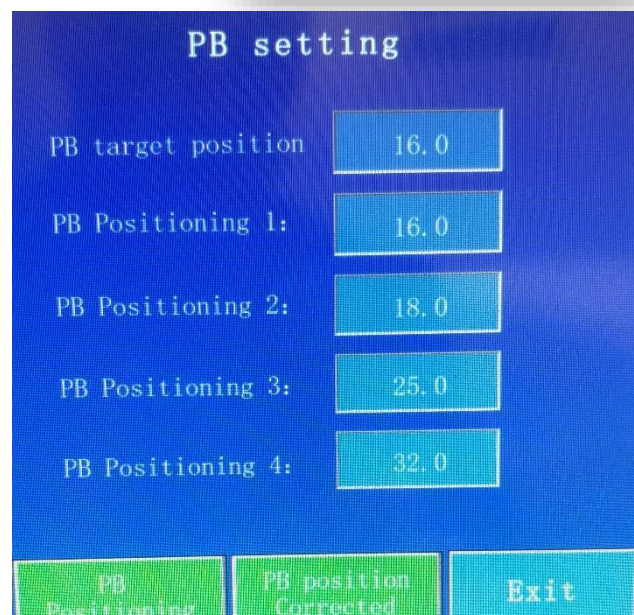 PB setting
PB target position 16.0
PB Positioning 1: 16.0
PB Positioning 2: 18.0
PB Positioning 3: 25.0
PB Positioning 4: 32.0
PB PB position Exit
Positioning Corrected